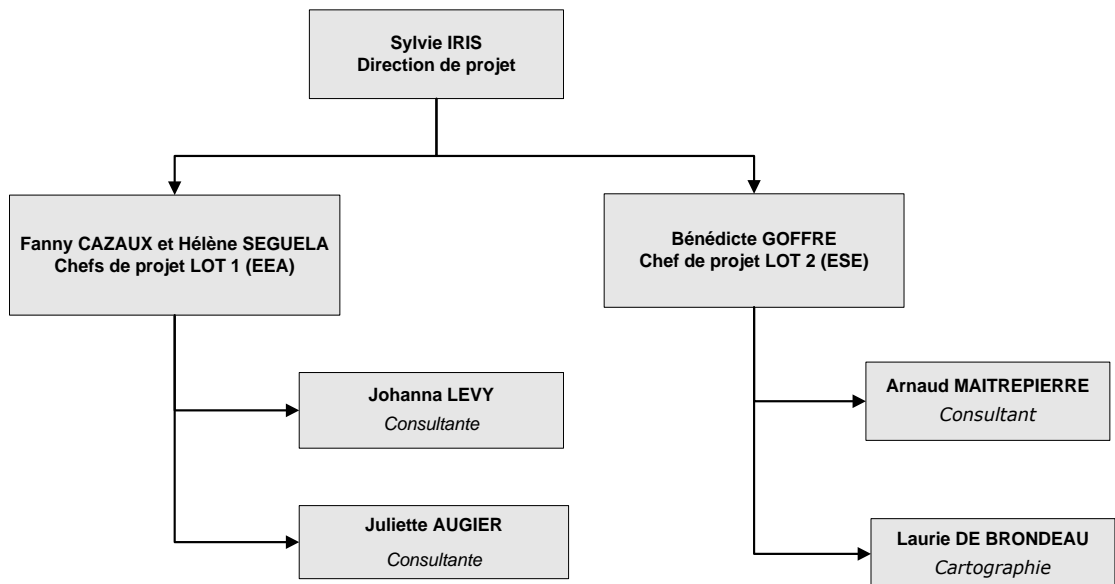 Sylvie IRIS
Direction de projet
Fanny CAZAUX et Hélène SEGUELA
Chefs de projet LOT 1 (EEA)
Bénédicte GOFFRE
Chef de projet LOT 2 (ESE)
Johanna LEVY
Consultante
Arnaud MAITREPIERRE
Consultant
Juliette AUGIER
Consultante
Laurie DE BRONDEAU
Cartographie